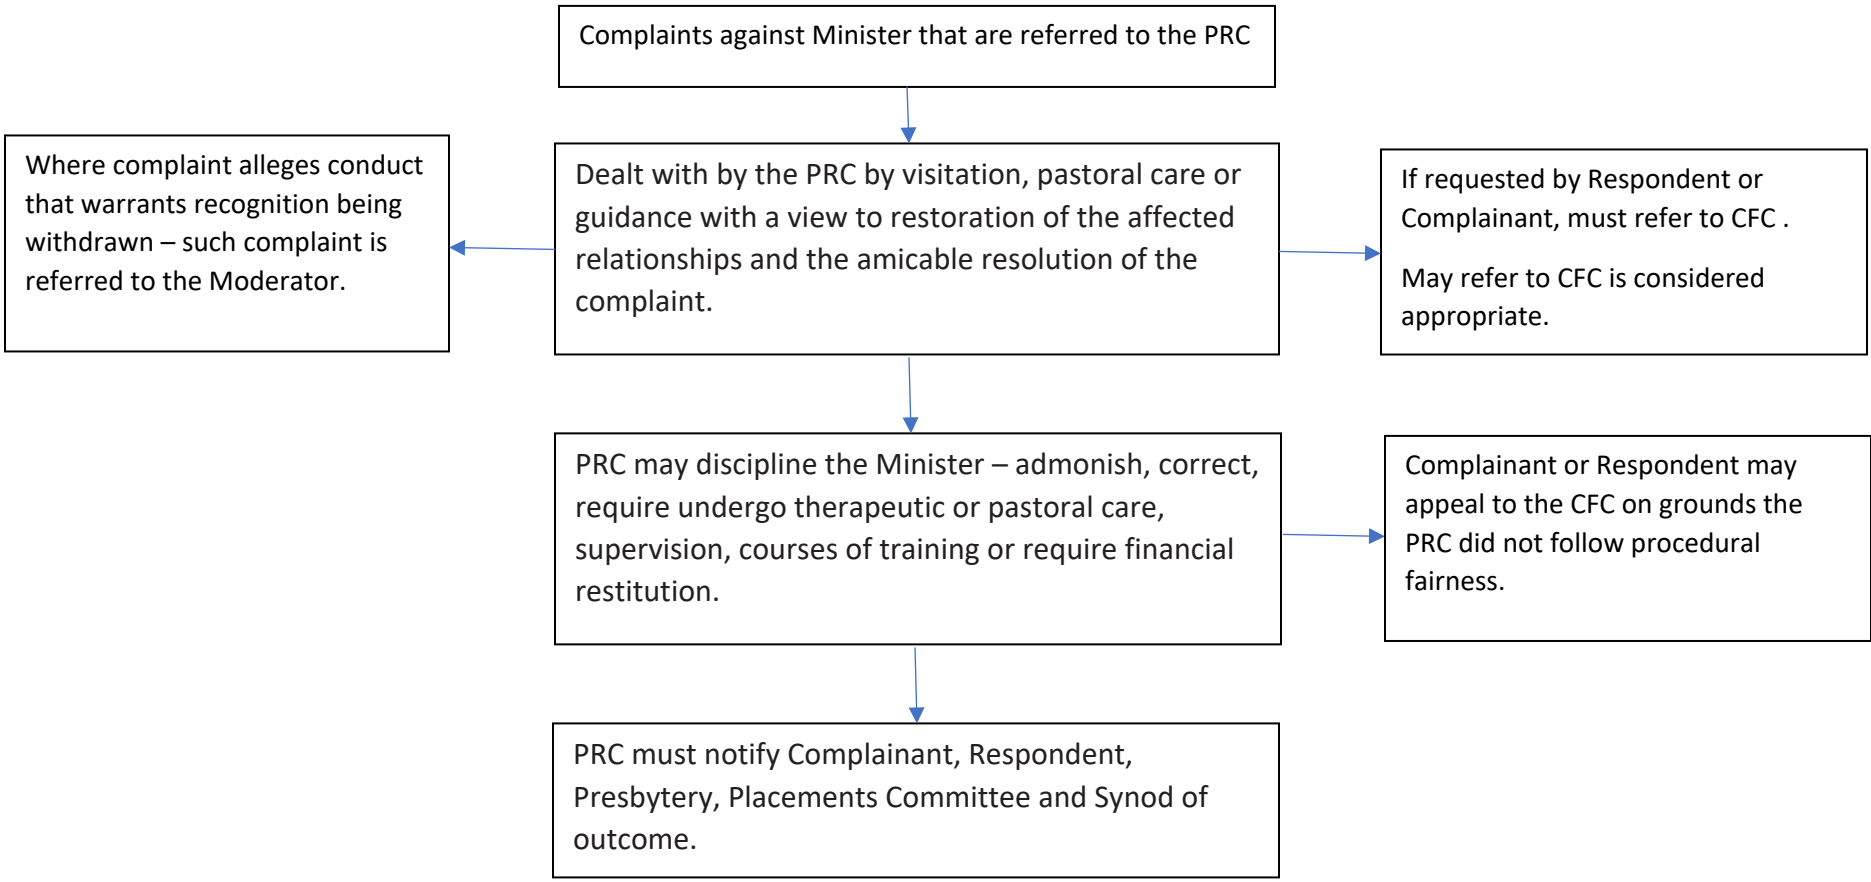 Complaints against Minister that are referred to the PRC
Where complaint alleges conduct
that warrants recognition being
withdrawn – such complaint is
referred to the Moderator.
Dealt with by the PRC by visitation, pastoral care or
guidance with a view to restoration of the affected
relationships and the amicable resolution of the
complaint.
If requested by Respondent or
Complainant, must refer to CFC .
May refer to CFC is considered
appropriate.
PRC may discipline the Minister – admonish, correct,
require undergo therapeutic or pastoral care,
supervision, courses of training or require financial
restitution.
Complainant or Respondent may
appeal to the CFC on grounds the
PRC did not follow procedural
fairness.
PRC must notify Complainant, Respondent,
Presbytery, Placements Committee and Synod of
outcome.